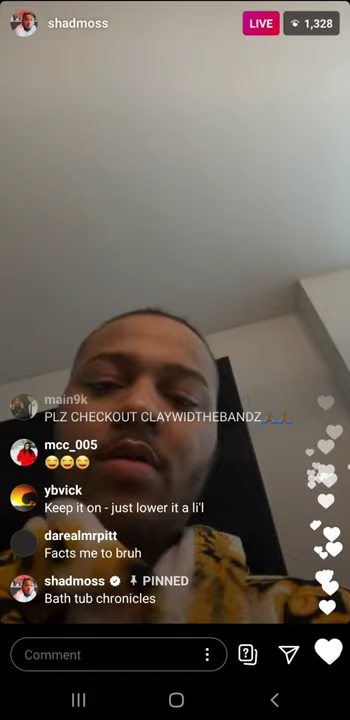 shadmoss
LIVE
1,328
main9k
PLZ CHECKOUT CLAYWIDTHEBANDZ🙏🏾🙏🏾
mcc_005
😂😂😂
ybvick
Keep it on - just lower it a li'l
darealmrpitt
Facts me to bruh
shadmoss PINNED
Bath tub chronicles
Comment